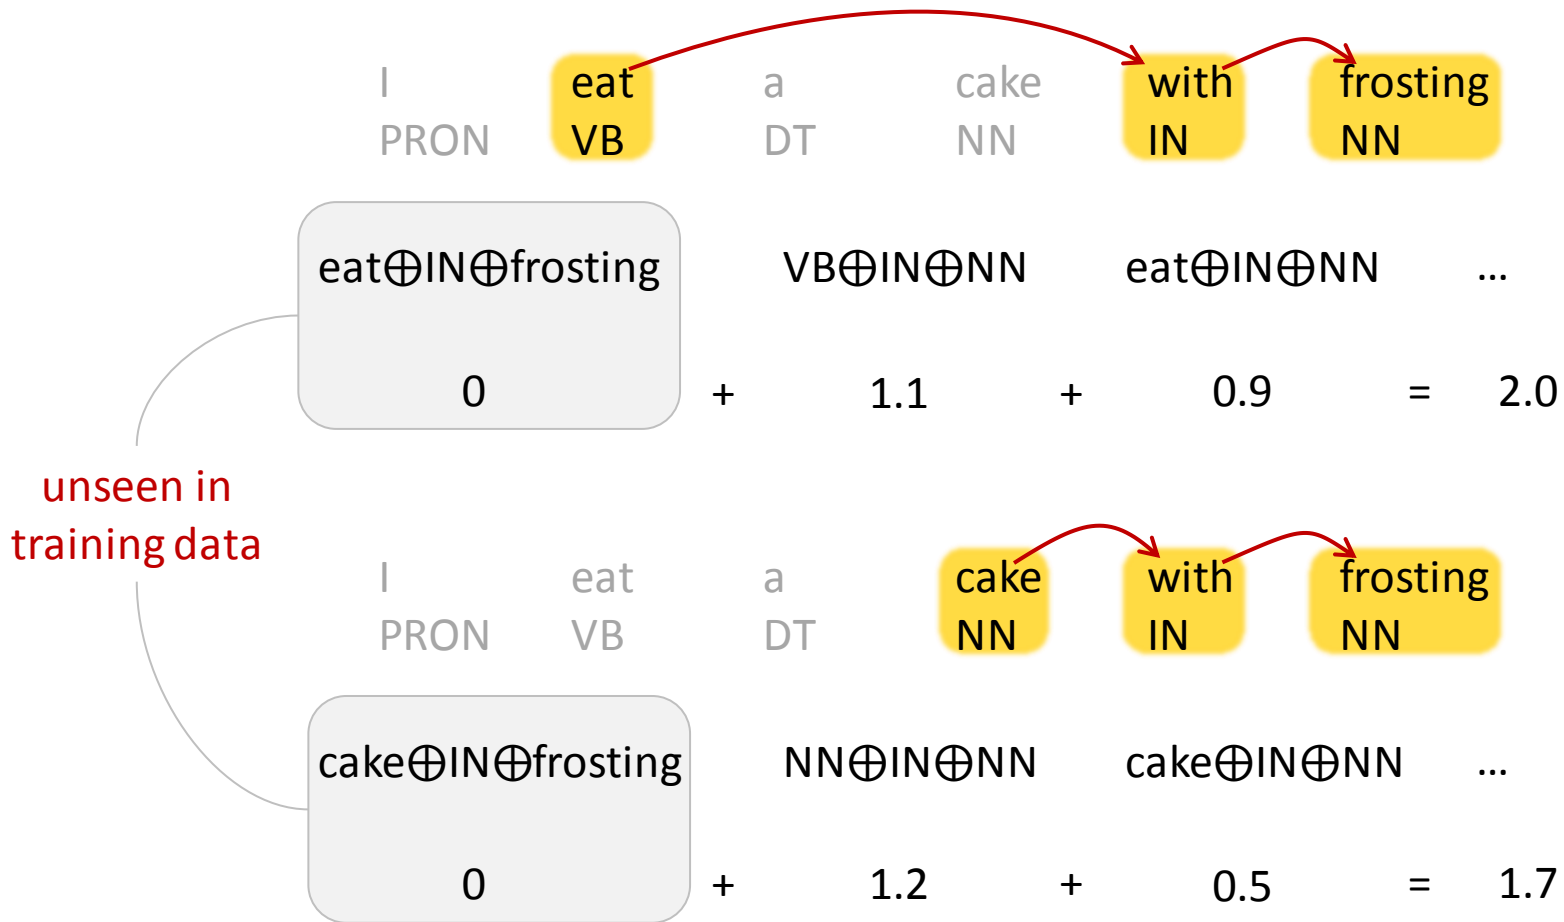 I eat a cake with frosting
PRON VB DT NN IN NN
eat⊕IN⊕frosting VB⊕IN⊕NN eat⊕IN⊕NN ...
0 + 1.1 + 0.9 = 2.0
unseen in
training data
I eat a cake with frosting
PRON VB DT NN IN NN
cake⊕IN⊕frosting NN⊕IN⊕NN cake⊕IN⊕NN ...
0 + 1.2 + 0.5 = 1.7